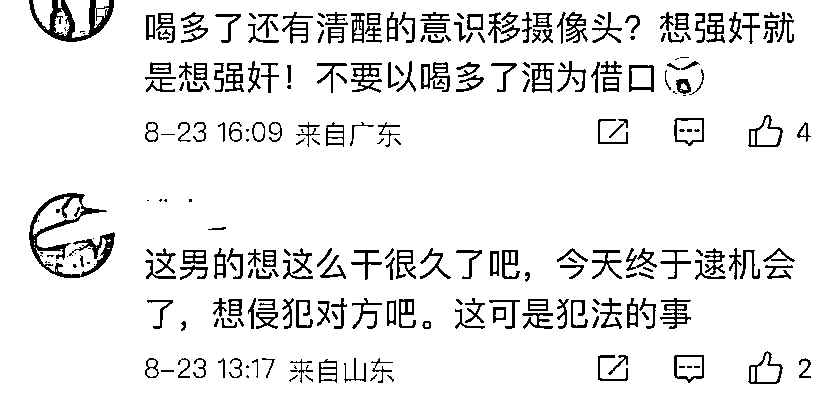 喝多了还有清醒的意识移摄像头？想强奸就
是想强奸！不要以喝多了酒为借口
8-23 16:09 来自广东
4
这男的想这么干很久了吧，今天终于逮机会
了，想侵犯对方吧。这可是犯法的事
8-23 13:17 来自山东
2